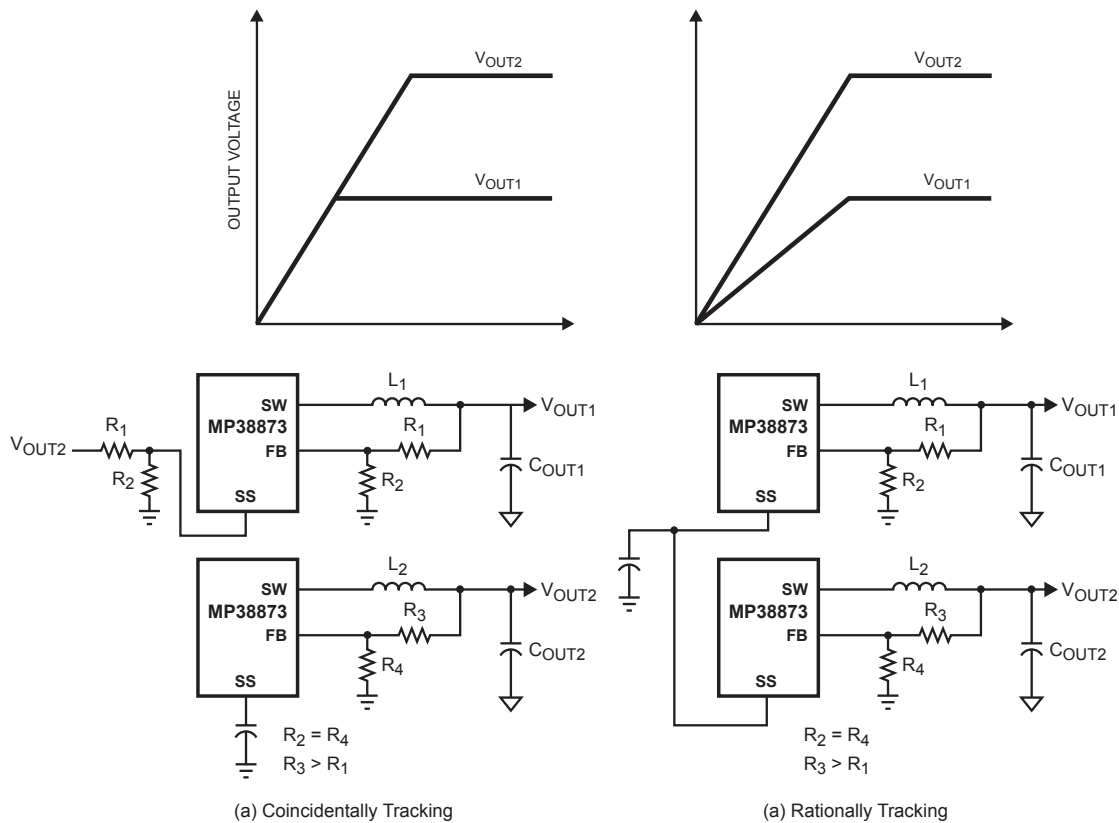 OUTPUT VOLTAGE
VOUT2
VOUT1
VOUT2
VOUT1
VOUT2
R1
R2
MP38873
SW
FB
SS
L1
R1
R2
VOUT1
COUT1
MP38873
SW
FB
SS
L2
R3
R4
VOUT2
COUT2
R2 = R4
R3 > R1
(a) Coincidentally Tracking
MP38873
SW
FB
SS
L1
R1
R2
VOUT1
COUT1
MP38873
SW
FB
SS
L2
R3
R4
VOUT2
COUT2
R2 = R4
R3 > R1
(a) Rationally Tracking